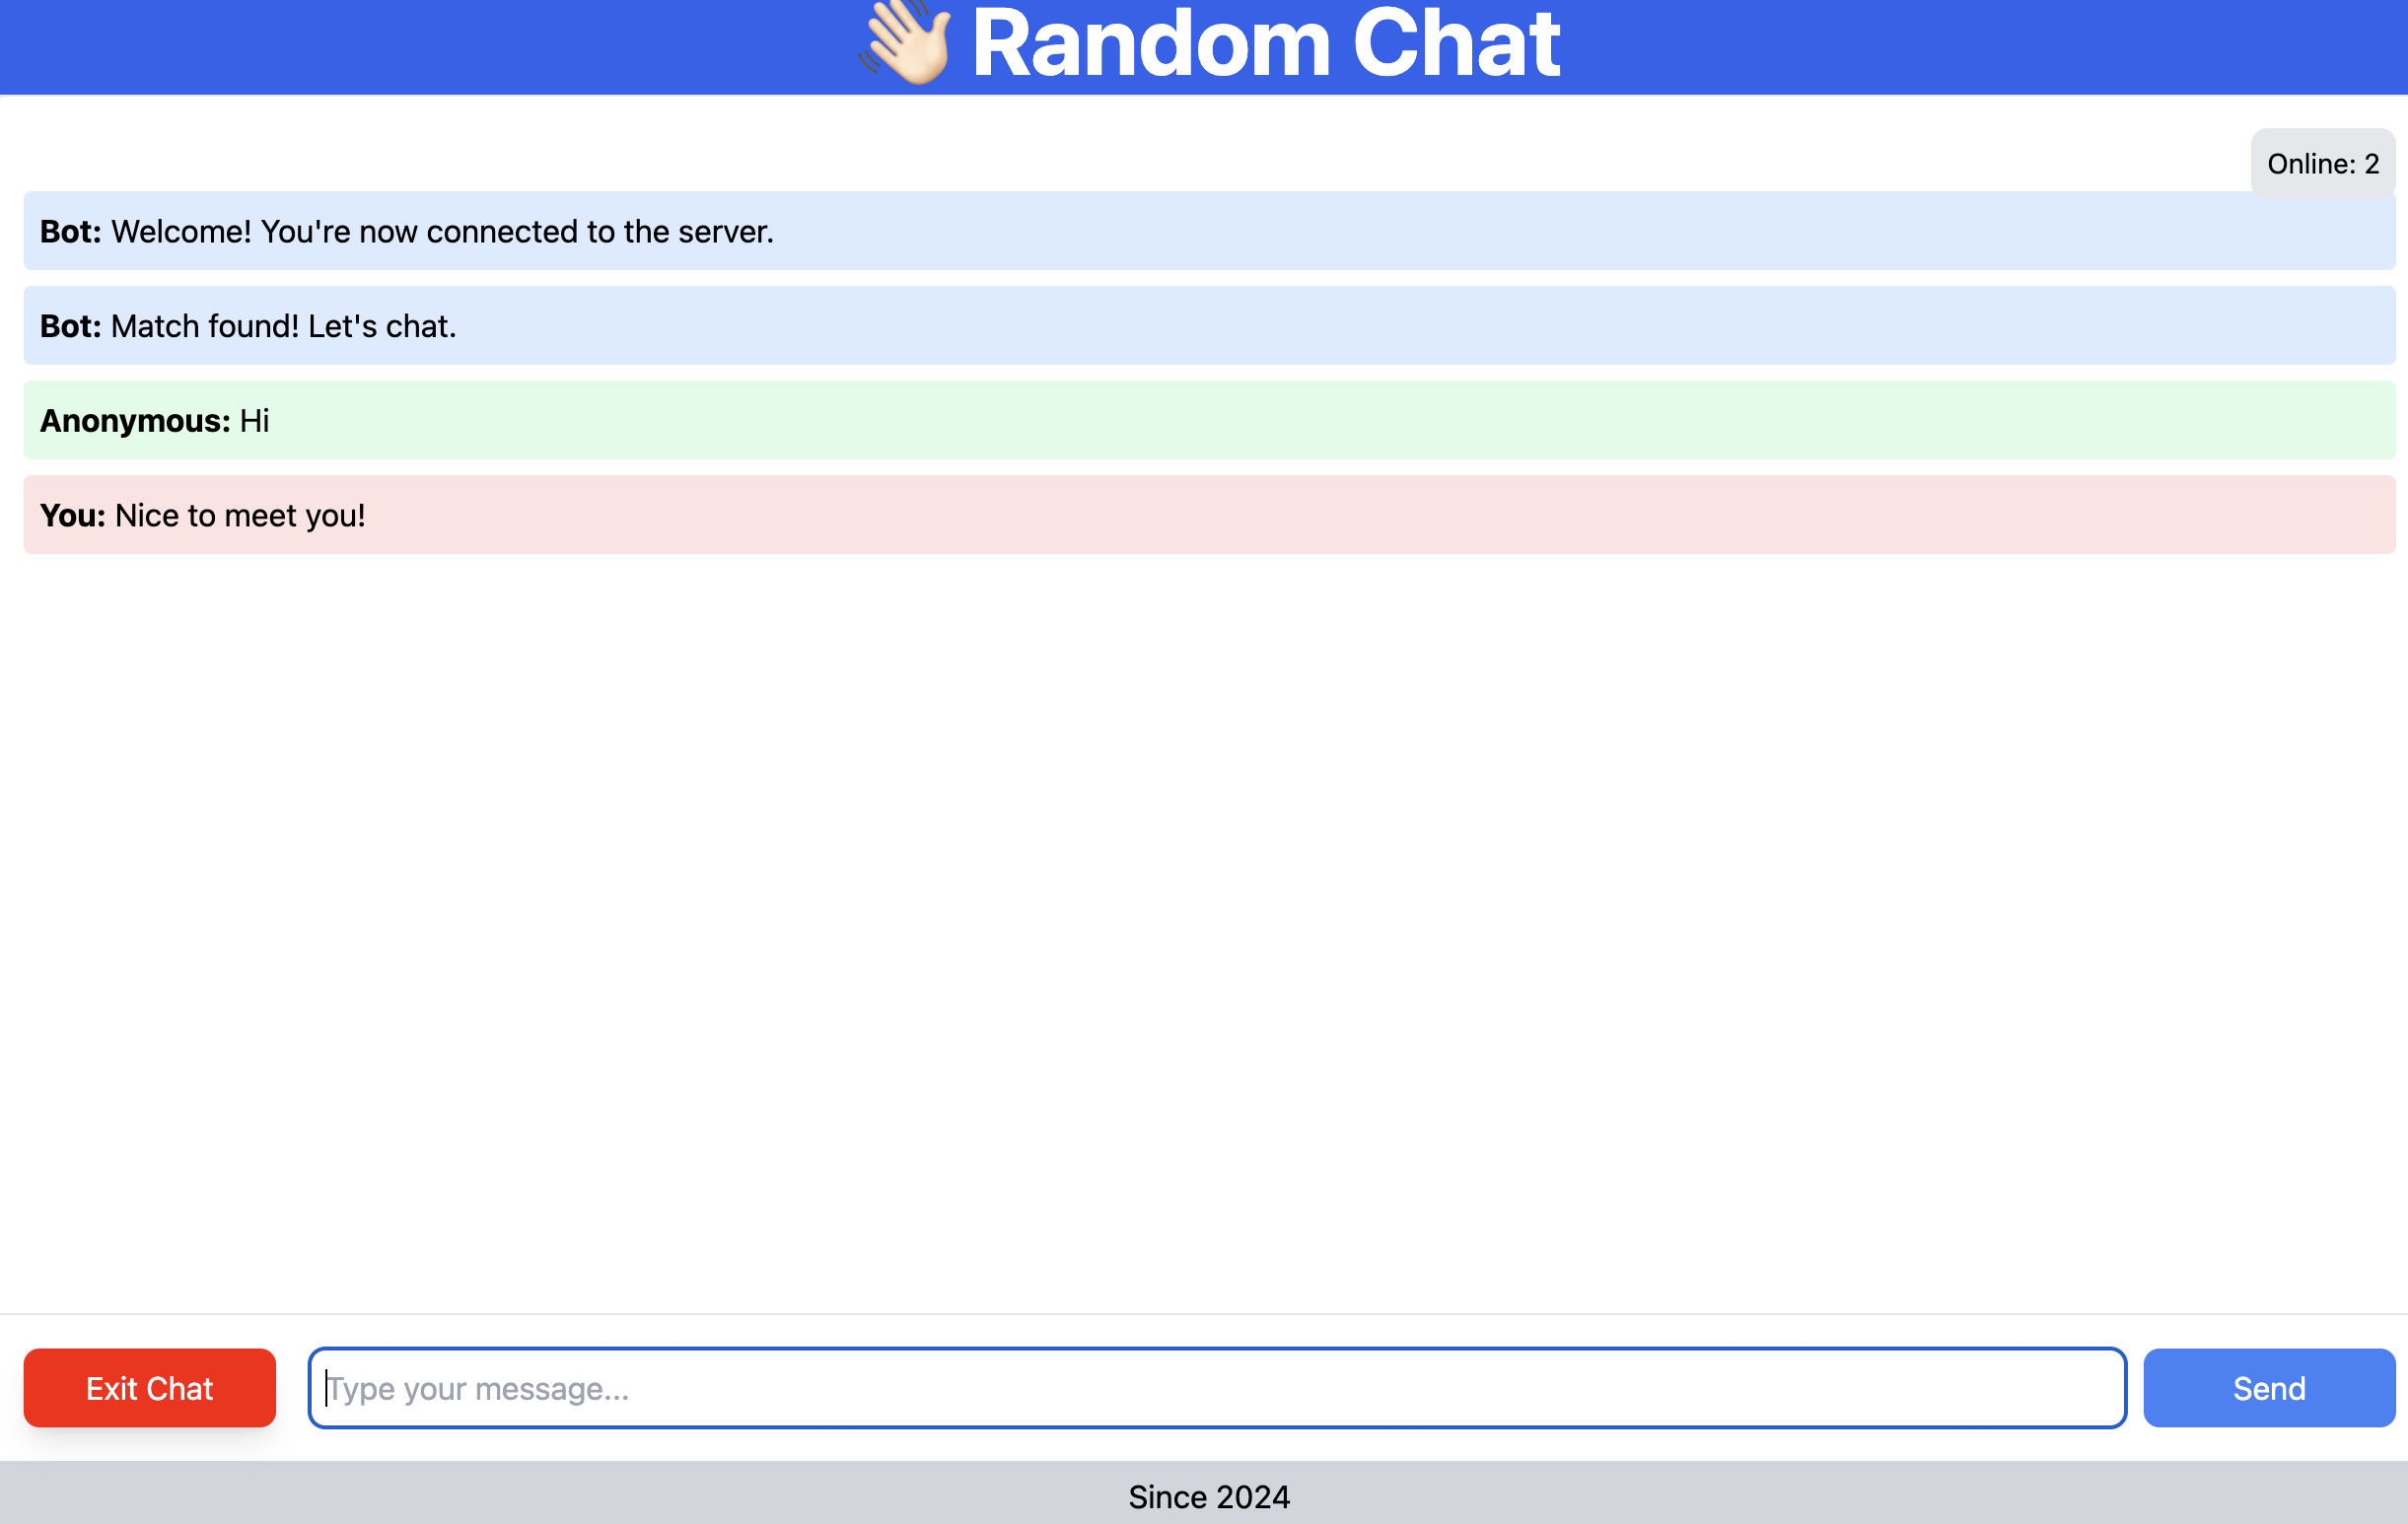 👋🏻 Random Chat
Online: 2
Bot: Welcome! You're now connected to the server.
Bot: Match found! Let's chat.
Anonymous: Hi
You: Nice to meet you!
Exit Chat
Type your message...
Send
Since 2024